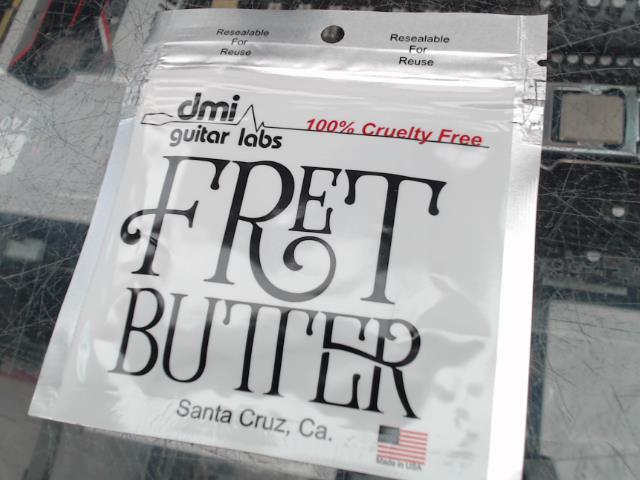 Resealable
For
Reuse
Resealable
For
Reuse
dmi
guitar labs
100% Cruelty Free
FRET
BUTTER
Santa Cruz, Ca.
Made in USA